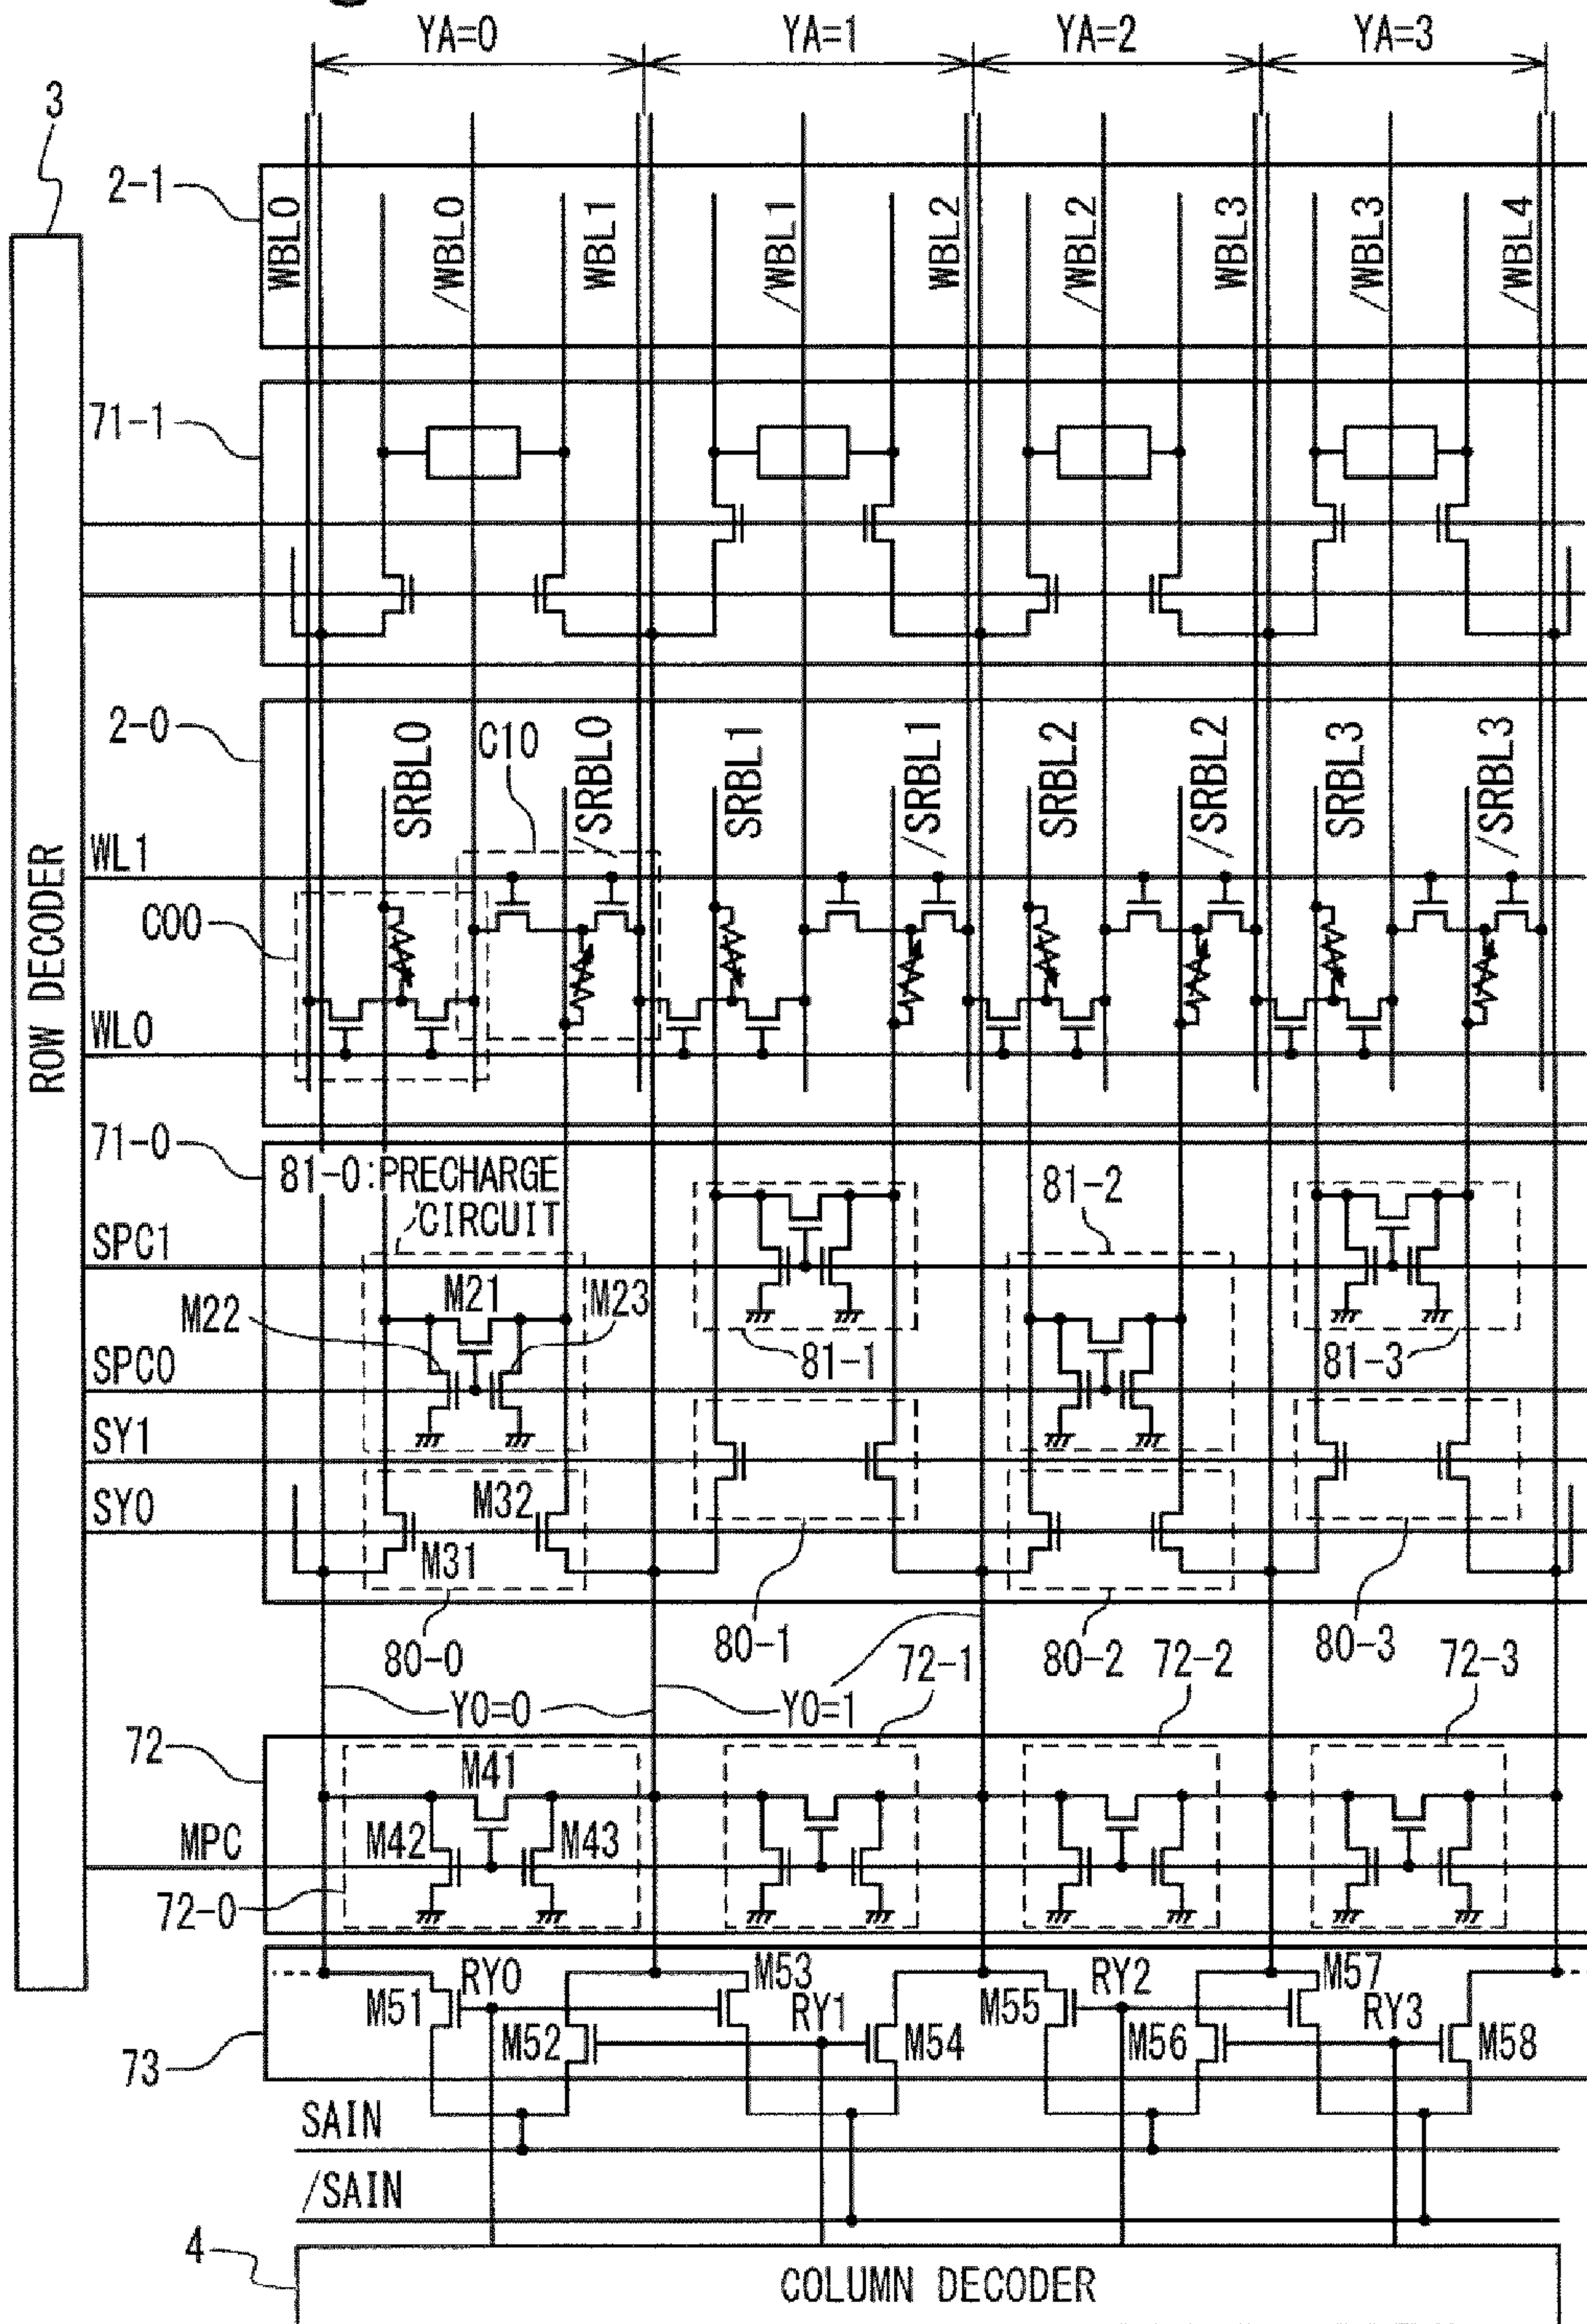 YA=0 YA=1 YA=2 YA=3
3
2-1
WBL0 /WBL0 WBL1 /WBL1 WBL2 /WBL2 WBL3 /WBL3 /WBL4
71-1
2-0
SRBL0 C10 /SRBL0 SRBL1 /SRBL1 SRBL2 /SRBL2 SRBL3 /SRBL3
WL1
ROW DECODER
C00
WL0
71-0
81-0:PRECHARGE
CIRCUIT
81-2
SPC1
M21 M23
M22
81-1 81-3
SPC0
SY1
M32
SY0
M31
80-0 80-1 80-2 80-3
72-1 72-2 72-3
Y0=0 Y0=1
72
M41
MPC M42 M43
72-0
RY0 M53 RY2 M57
M51 RY1 M55 RY3
M52 M54 M56 M58
73
SAIN
/SAIN
4
COLUMN DECODER